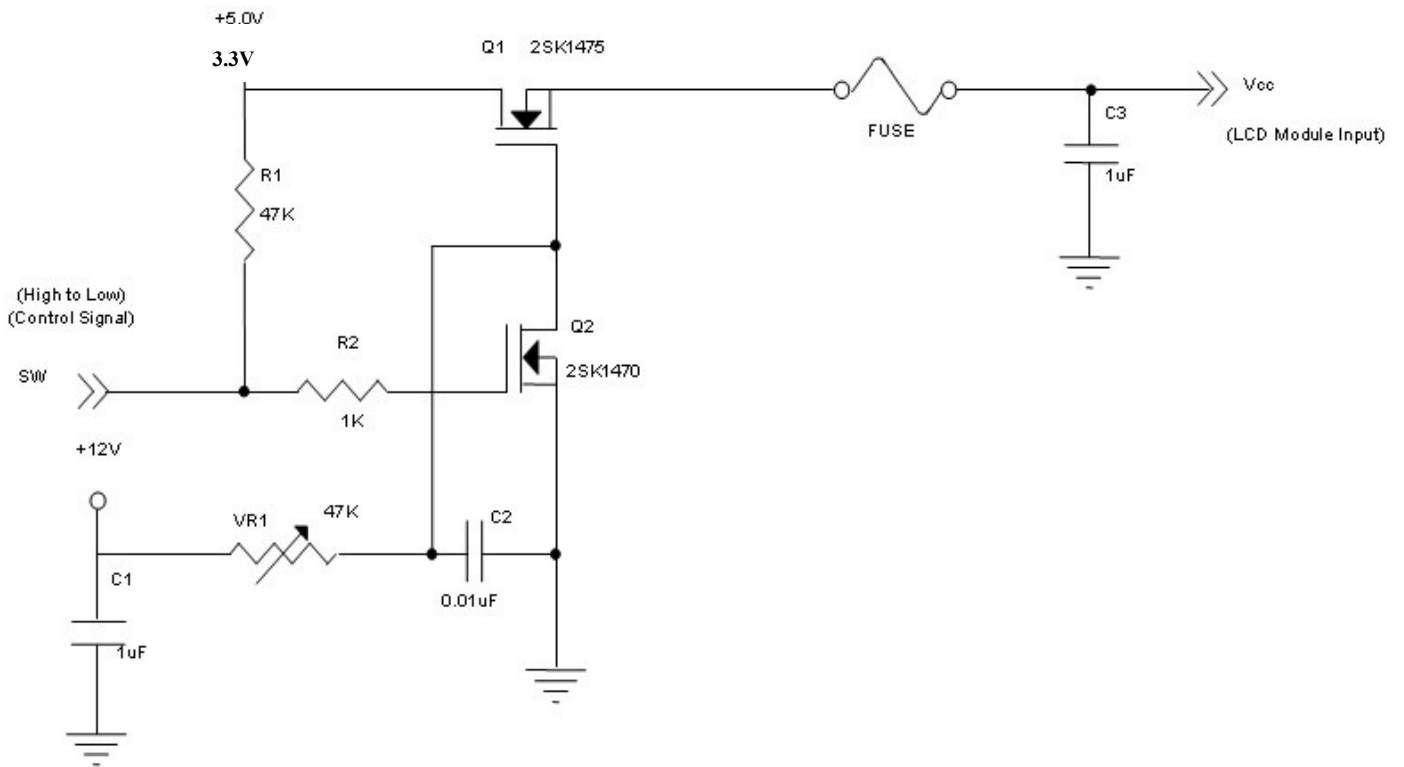 +5.0V
3.3V
Q1 2SK1475
FUSE
Vcc
C3
(LCD Module Input)
1uF
R1
47K
(High to Low)
(Control Signal)
SW
R2
1K
Q2
2SK1470
+12V
VR1
47K
C2
0.01uF
C1
1uF